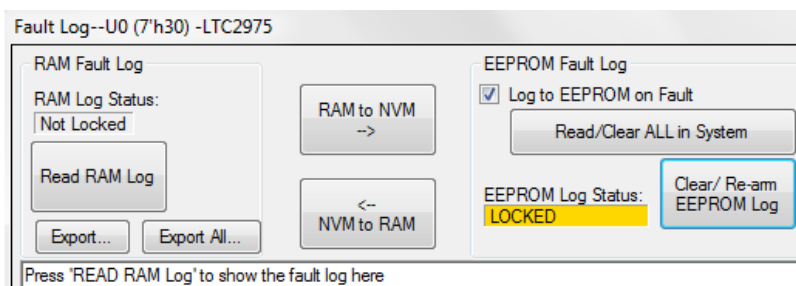 Fault Log--U0 (7'h30) -LTC2975
RAM Fault Log
RAM Log Status:
Not Locked
Read RAM Log
Export...
Export All...
RAM to NVM
-->
<--
NVM to RAM
EEPROM Fault Log
Log to EEPROM on Fault
Read/Clear ALL in System
EEPROM Log Status:
LOCKED
Clear/ Re-arm
EEPROM Log
Press 'READ RAM Log' to show the fault log here